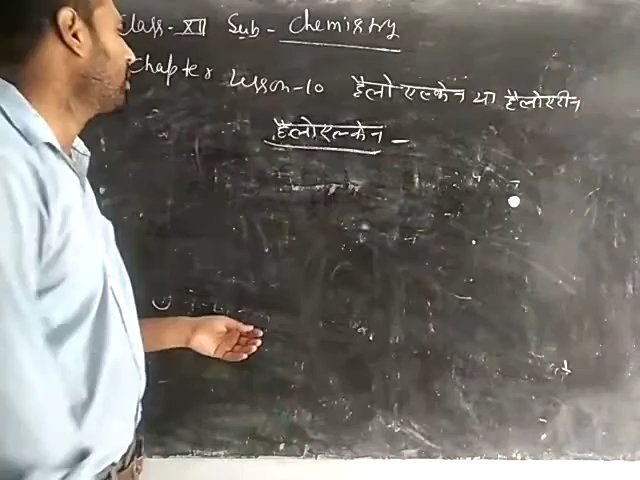 Class-XII Sub- Chemistry
Chapter Lesson-10 हैलो एल्केन या हैलोएरीन
हैलोएल्केन -